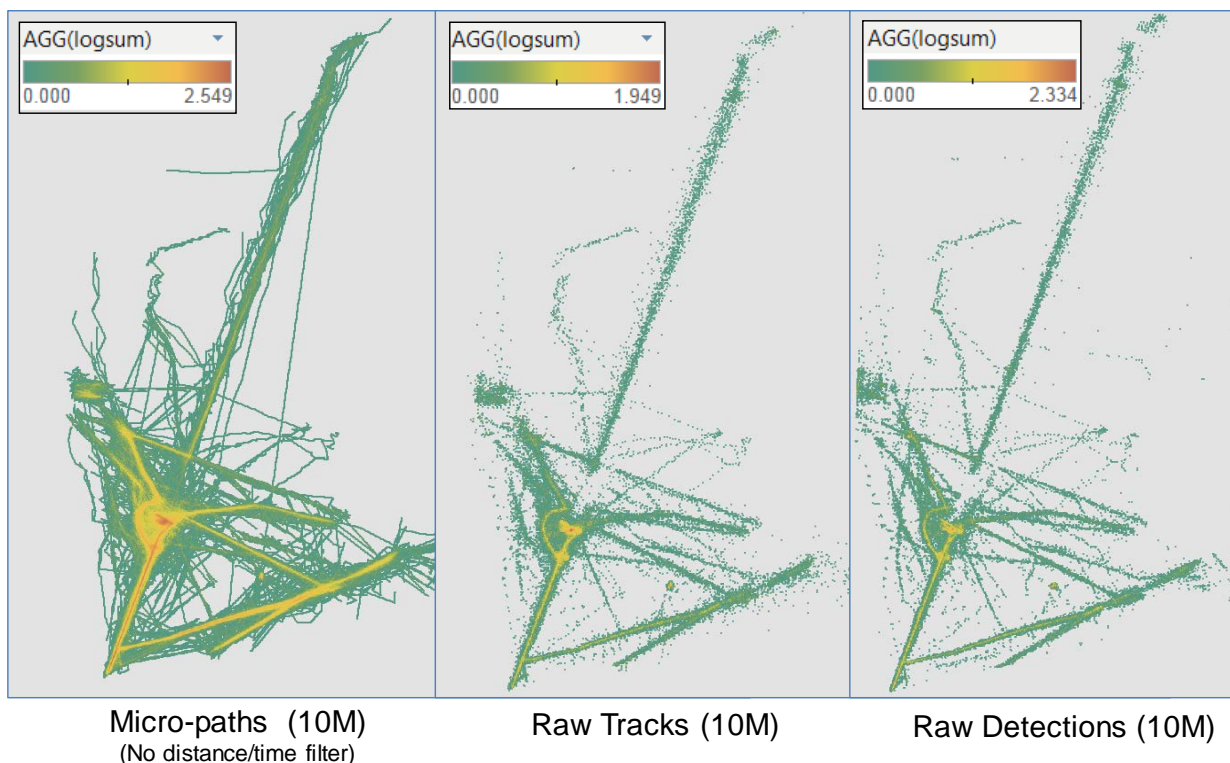 AGG(logsum)
0.000 2.549
AGG(logsum)
0.000 1.949
AGG(logsum)
0.000 2.334
Micro-paths (10M)
(No distance/time filter)
Raw Tracks (10M)
Raw Detections (10M)